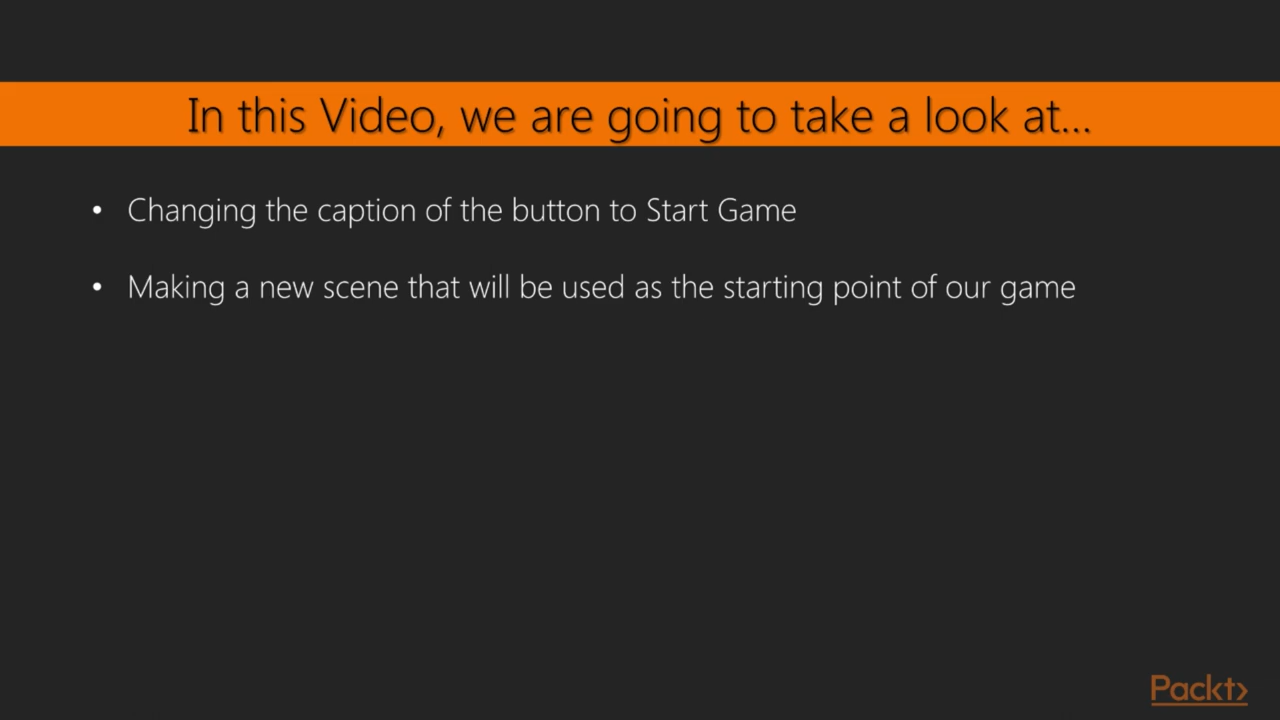 In this Video, we are going to take a look at...
• Changing the caption of the button to Start Game
• Making a new scene that will be used as the starting point of our game
Packt>